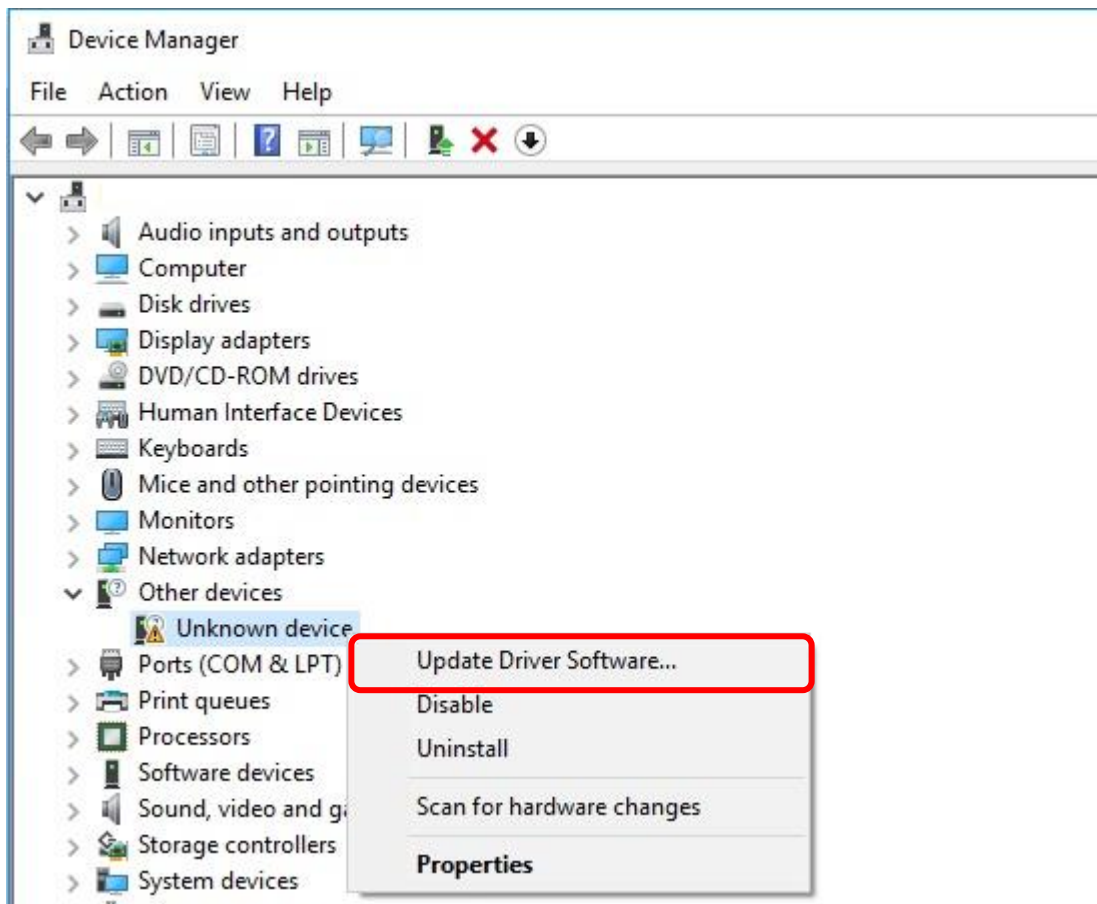 Device Manager
File Action View Help
Audio inputs and outputs
Computer
Disk drives
Display adapters
DVD/CD-ROM drives
Human Interface Devices
Keyboards
Mice and other pointing devices
Monitors
Network adapters
Other devices
Unknown device
Ports (COM & LPT)
Update Driver Software...
Print queues
Disable
Processors
Uninstall
Software devices
Sound, video and
Scan for hardware changes
Storage controllers
Properties
System devices